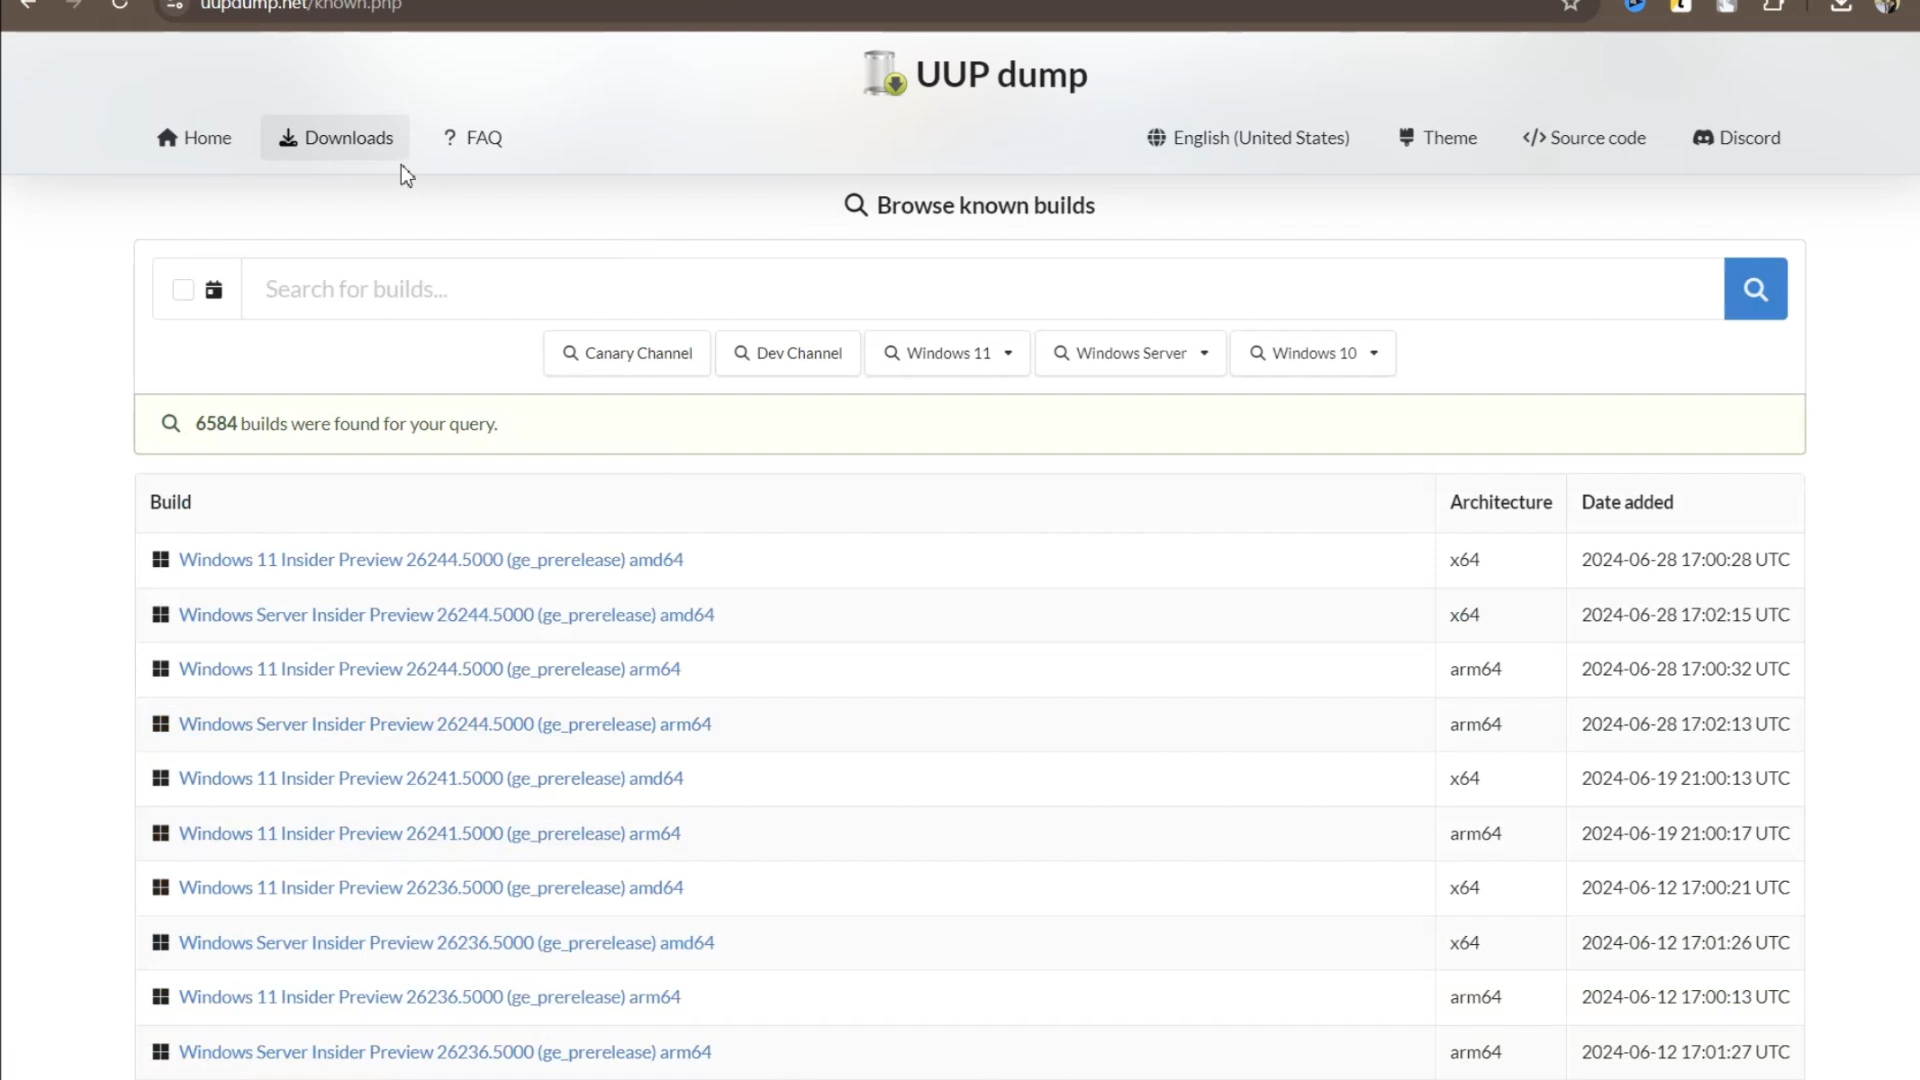 uupdump.net/known.php
UUP dump
Home Downloads ? FAQ English (United States) Theme </> Source code Discord
Browse known builds
Search for builds...
Canary Channel Dev Channel Windows 11 Windows Server Windows 10
6584 builds were found for your query.
Build Architecture Date added
Windows 11 Insider Preview 26244.5000 (ge_prerelease) amd64 x64 2024-06-28 17:00:28 UTC
Windows Server Insider Preview 26244.5000 (ge_prerelease) amd64 x64 2024-06-28 17:02:15 UTC
Windows 11 Insider Preview 26244.5000 (ge_prerelease) arm64 arm64 2024-06-28 17:00:32 UTC
Windows Server Insider Preview 26244.5000 (ge_prerelease) arm64 arm64 2024-06-28 17:02:13 UTC
Windows 11 Insider Preview 26241.5000 (ge_prerelease) amd64 x64 2024-06-19 21:00:13 UTC
Windows 11 Insider Preview 26241.5000 (ge_prerelease) arm64 arm64 2024-06-19 21:00:17 UTC
Windows 11 Insider Preview 26236.5000 (ge_prerelease) amd64 x64 2024-06-12 17:00:21 UTC
Windows Server Insider Preview 26236.5000 (ge_prerelease) amd64 x64 2024-06-12 17:01:26 UTC
Windows 11 Insider Preview 26236.5000 (ge_prerelease) arm64 arm64 2024-06-12 17:00:13 UTC
Windows Server Insider Preview 26236.5000 (ge_prerelease) arm64 arm64 2024-06-12 17:01:27 UTC